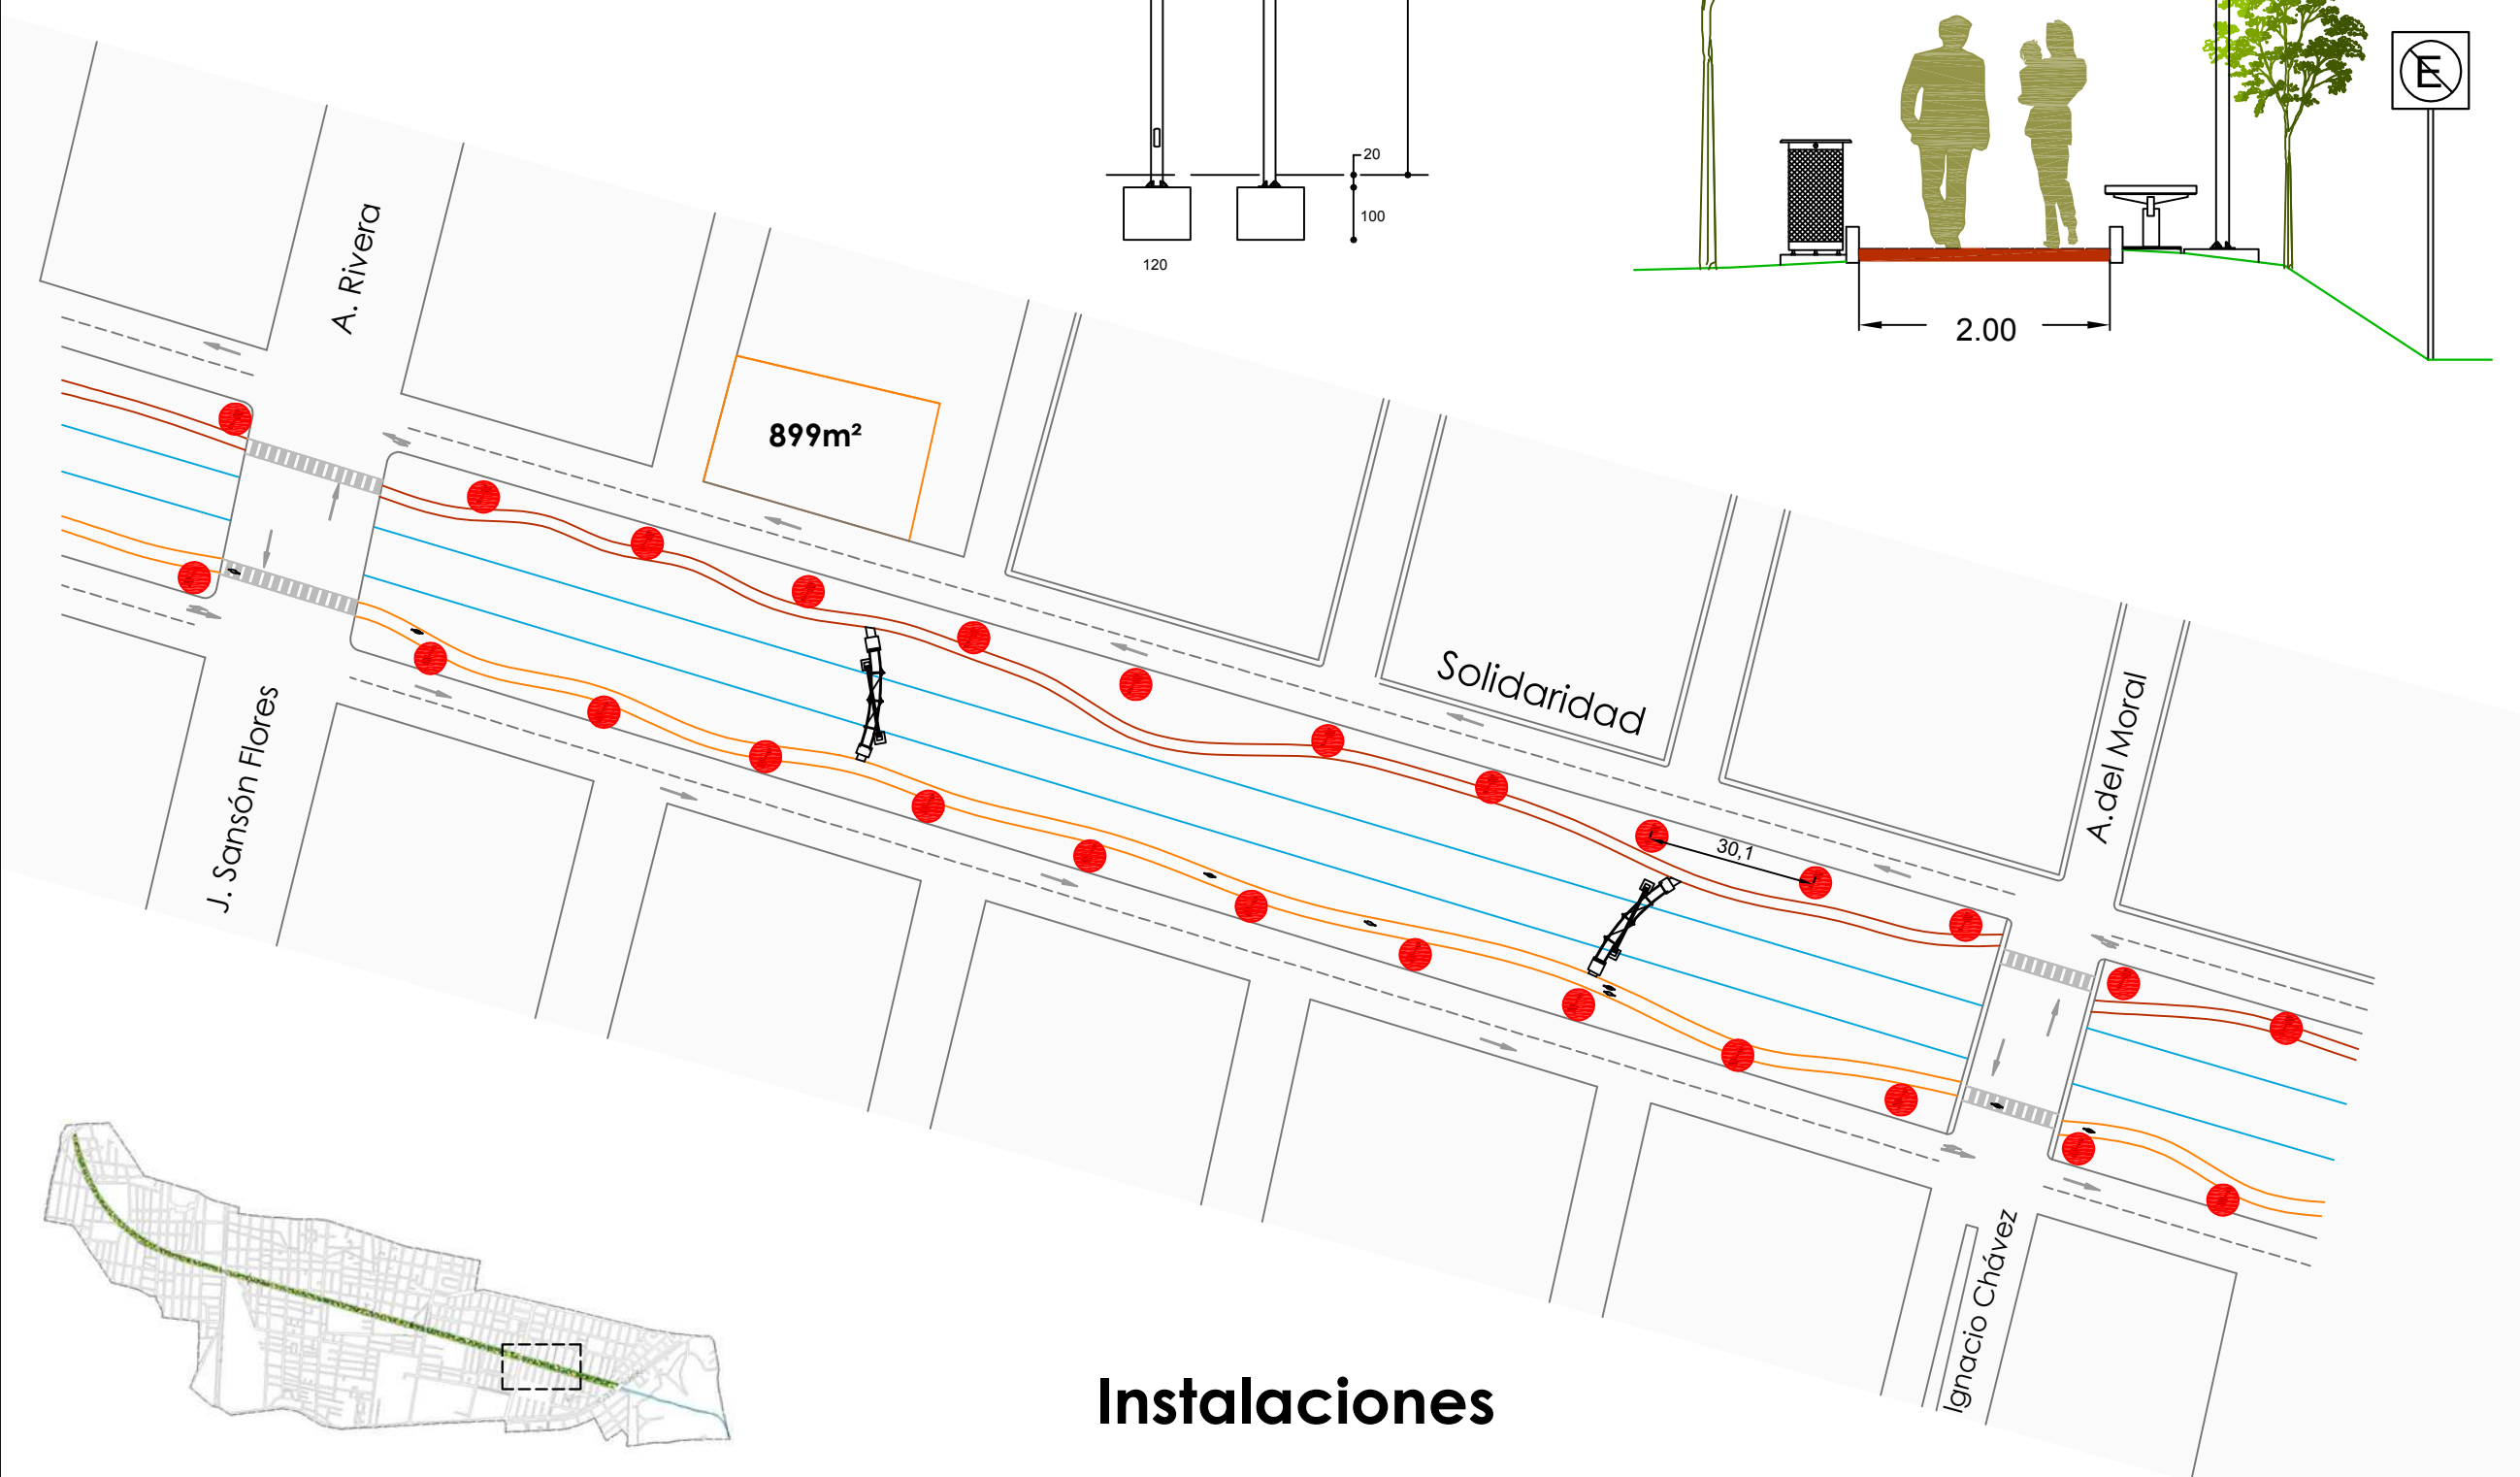 20
100
120
E
2.00
A. Rivera
899m²
Solidaridad
A.del Moral
30,1
J. Sansón Flores
Ignacio Chávez
Instalaciones